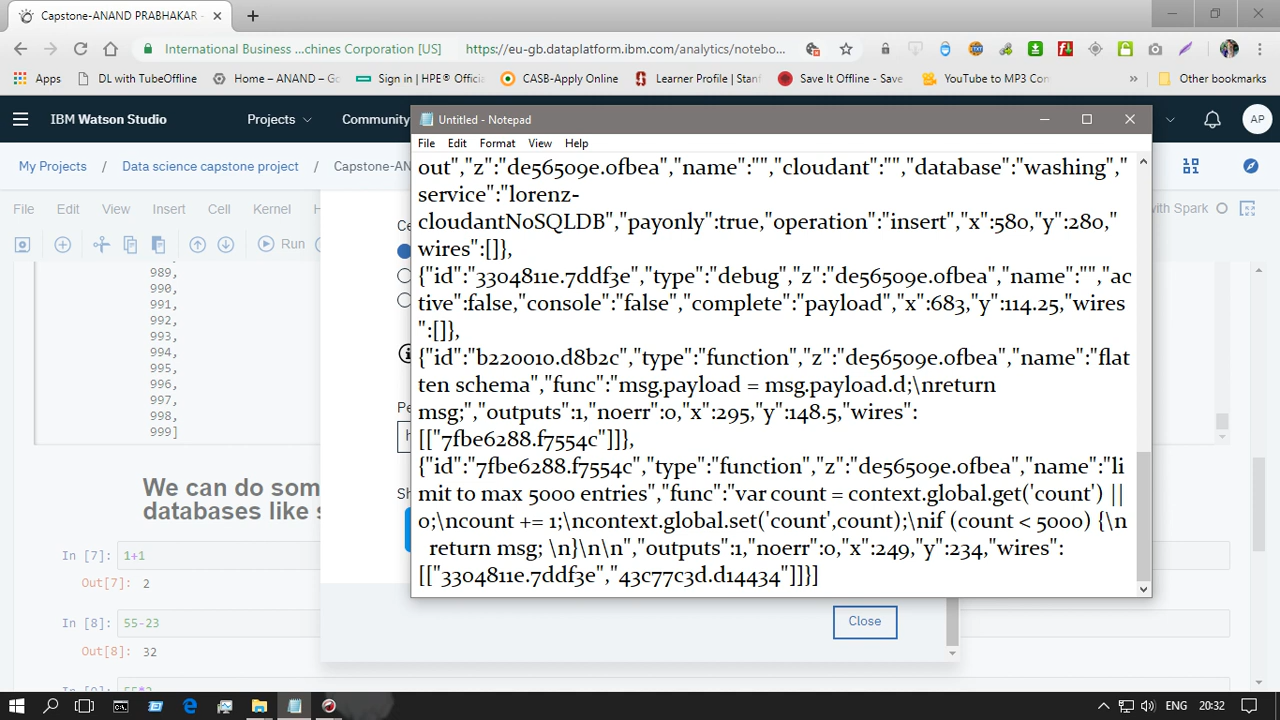 Capstone-ANAND PRABHAKAR -
International Business ...chines Corporation [US]
https://eu-gb.dataplatform.ibm.com/analytics/notebo...
Apps
DL with TubeOffline
Home – ANAND – Go
Sign in | HPE® Offici
CASB-Apply Online
Learner Profile | Stanf
Save It Offline - Save
YouTube to MP3 Con
»
Other bookmarks
IBM Watson Studio
Projects
Community
AP
My Projects
Data science capstone project
Capstone-AN
File
Edit
View
Insert
Cell
Kernel
with Spark
Run
Untitled - Notepad
File
Edit
Format
View
Help
out","z":"de56509e.0fbea","name":"","cloudant":"","database":"washing","
service":"lorenz-
cloudantNoSQLDB","payonly":true,"operation":"insert","x":580,"y":280,"
wires":[]},
{"id":"3304811e.7ddf3e","type":"debug","z":"de56509e.0fbea","name":"","ac
tive":false,"console":"false","complete":"payload","x":683,"y":114.25,"wires
":[]},
{"id":"b220010.d8b2c","type":"function","z":"de56509e.0fbea","name":"flat
ten schema","func":"msg.payload = msg.payload.d;\nreturn
msg;","outputs":1,"noerr":0,"x":295,"y":148.5,"wires":
[["7fbe6288.f7554c"]]},
{"id":"7fbe6288.f7554c","type":"function","z":"de56509e.0fbea","name":"li
mit to max 5000 entries","func":"var count = context.global.get('count') ||
0;\ncount += 1;\ncontext.global.set('count',count);\nif (count < 5000) {\n
return msg; \n}\n\n","outputs":1,"noerr":0,"x":249,"y":234,"wires":
[["3304811e.7ddf3e","43c77c3d.d14434"]]}]
989,
990,
991,
992,
993,
994,
995,
996,
997,
998,
999]
Ce
Pe
Sh
We can do som
databases like s
In [7]: 1+1
Out[7]: 2
In [8]: 55-23
Out[8]: 32
Close
ENG
20:32